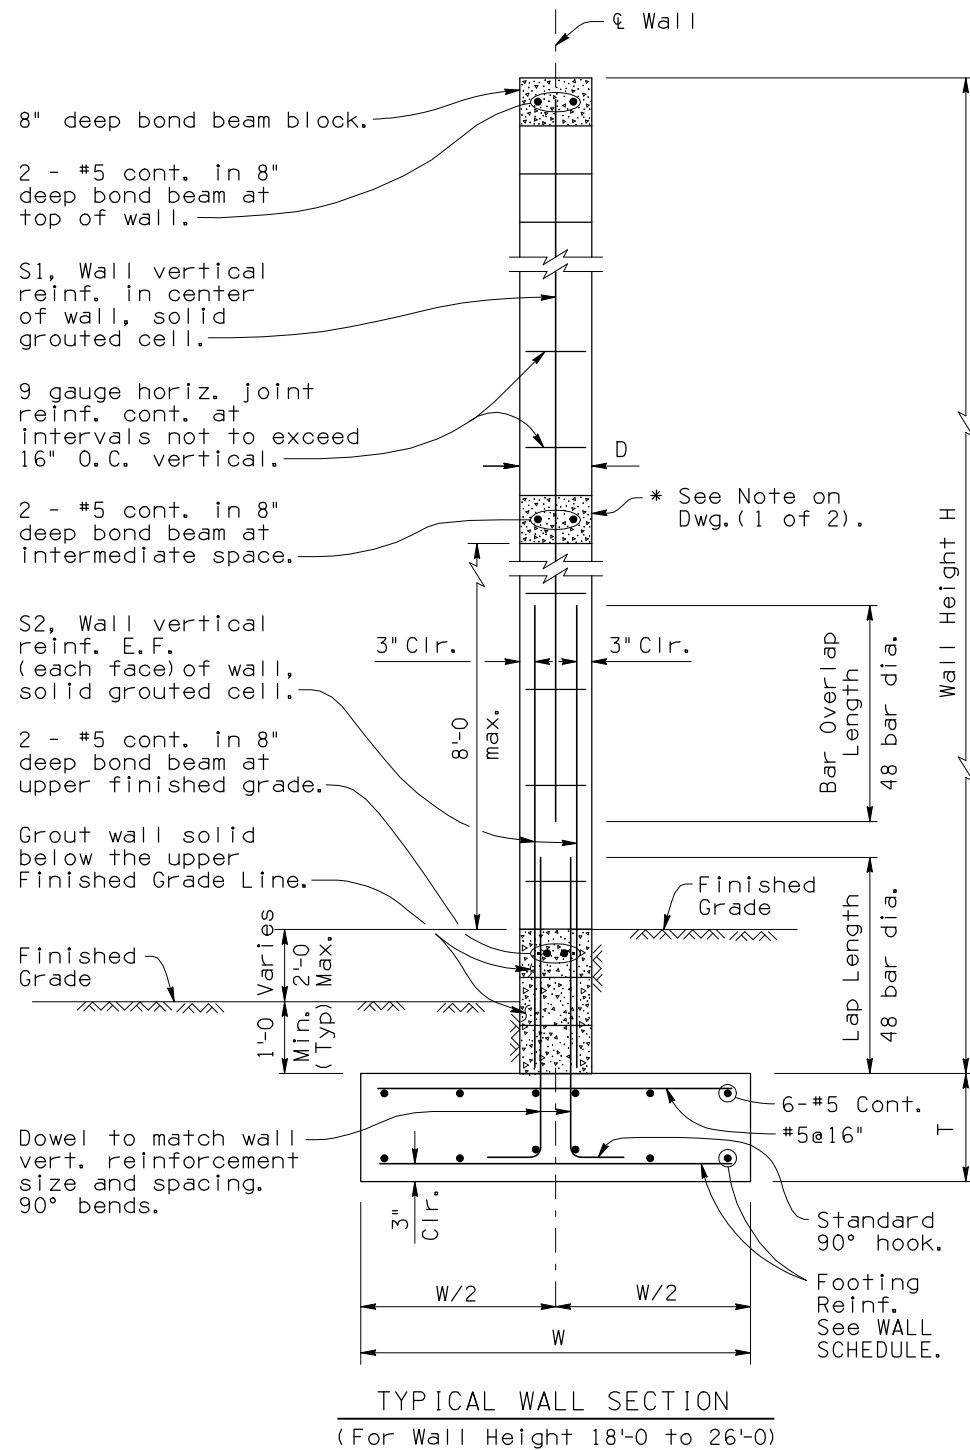 ℄ Wall
8" deep bond beam block.
2 - #5 cont. in 8"
deep bond beam at
top of wall.
S1, Wall vertical
reinf. in center
of wall, solid
grouted cell.
9 gauge horiz. joint
reinf. cont. at
intervals not to exceed
16" O.C. vertical.
D
2 - #5 cont. in 8"
deep bond beam at
intermediate space.
* See Note on
Dwg.(1 of 2).
Wall Height H
S2, Wall vertical
reinf. E.F.
(each face) of wall,
solid grouted cell.
3" Clr.
3" Clr.
8'-0
max.
Bar Overlap
Length
48 bar dia.
2 - #5 cont. in 8"
deep bond beam at
upper finished grade.
Grout wall solid
below the upper
Finished Grade Line.
Finished
Grade
Lap Length
48 bar dia.
Finished
Grade
Varies
2'-0
Max.
1'-0
Min.
(Typ)
6-#5 Cont.
#5@16"
T
Dowel to match wall
vert. reinforcement
size and spacing.
90° bends.
3"
Clr.
Standard
90° hook.
Footing
Reinf.
See WALL
SCHEDULE.
W/2
W/2
W
TYPICAL WALL SECTION
(For Wall Height 18'-0 to 26'-0)